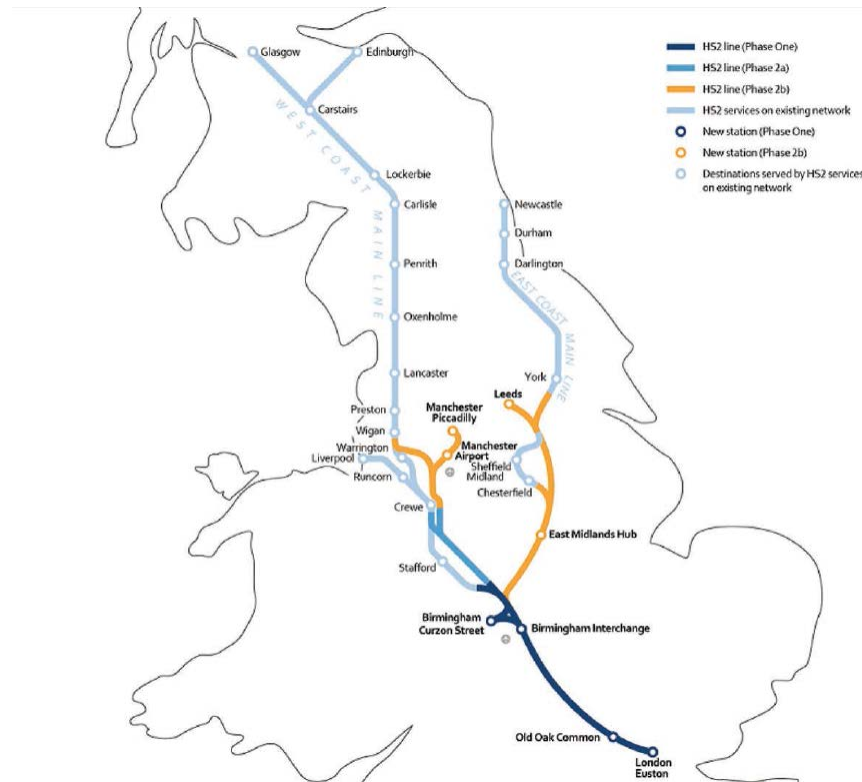 Glasgow
Edinburgh
Carstairs
WEST COAST MAIN LINE
Lockerbie
Carlisle
Penrith
Oxenholme
Lancaster
Preston
Wigan
Warrington
Liverpool
Runcorn
Crewe
Stafford
Newcastle
Durham
Darlington
EAST COAST MAIN LINE
York
Leeds
Manchester
Piccadilly
Manchester
Airport
Sheffield
Midland
Chesterfield
East Midlands Hub
Birmingham
Curzon Street
Birmingham Interchange
Old Oak Common
London
Euston
HS2 line (Phase One)
HS2 line (Phase 2a)
HS2 line (Phase 2b)
HS2 services on existing network
New station (Phase One)
New station (Phase 2b)
Destinations served by HS2 services
on existing network